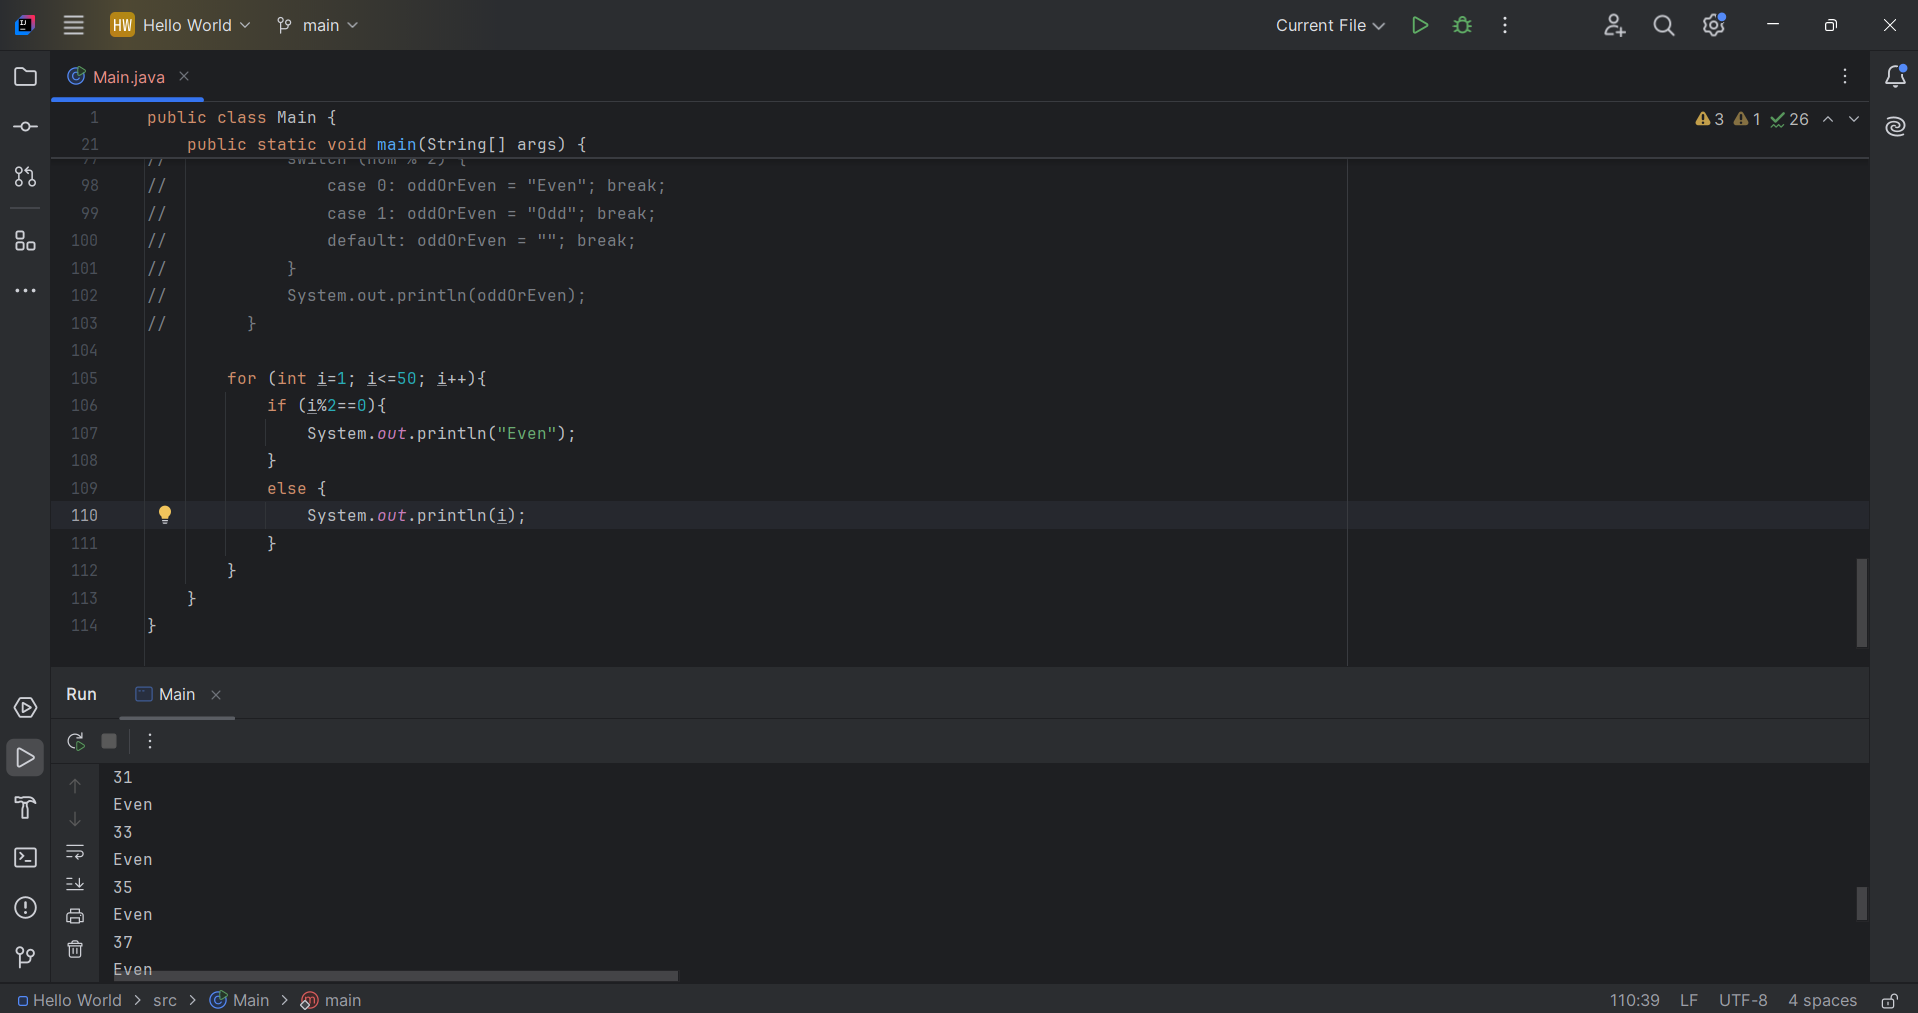 HW Hello World main Current File
Main.java
1 public class Main {
3 1 26
21 public static void main(String[] args) {
97 // switch (num % 2) {
98 // case 0: oddOrEven = "Even"; break;
99 // case 1: oddOrEven = "Odd"; break;
100 // default: oddOrEven = ""; break;
101 // }
102 // System.out.println(oddOrEven);
103 // }
104
105 for (int i=1; i<=50; i++){
106 if (i%2==0){
107 System.out.println("Even");
108 }
109 else {
110 System.out.println(i);
111 }
112 }
113 }
114 }
Run Main
31
Even
33
Even
35
Even
37
Even
Hello World > src > Main > main 110:39 LF UTF-8 4 spaces